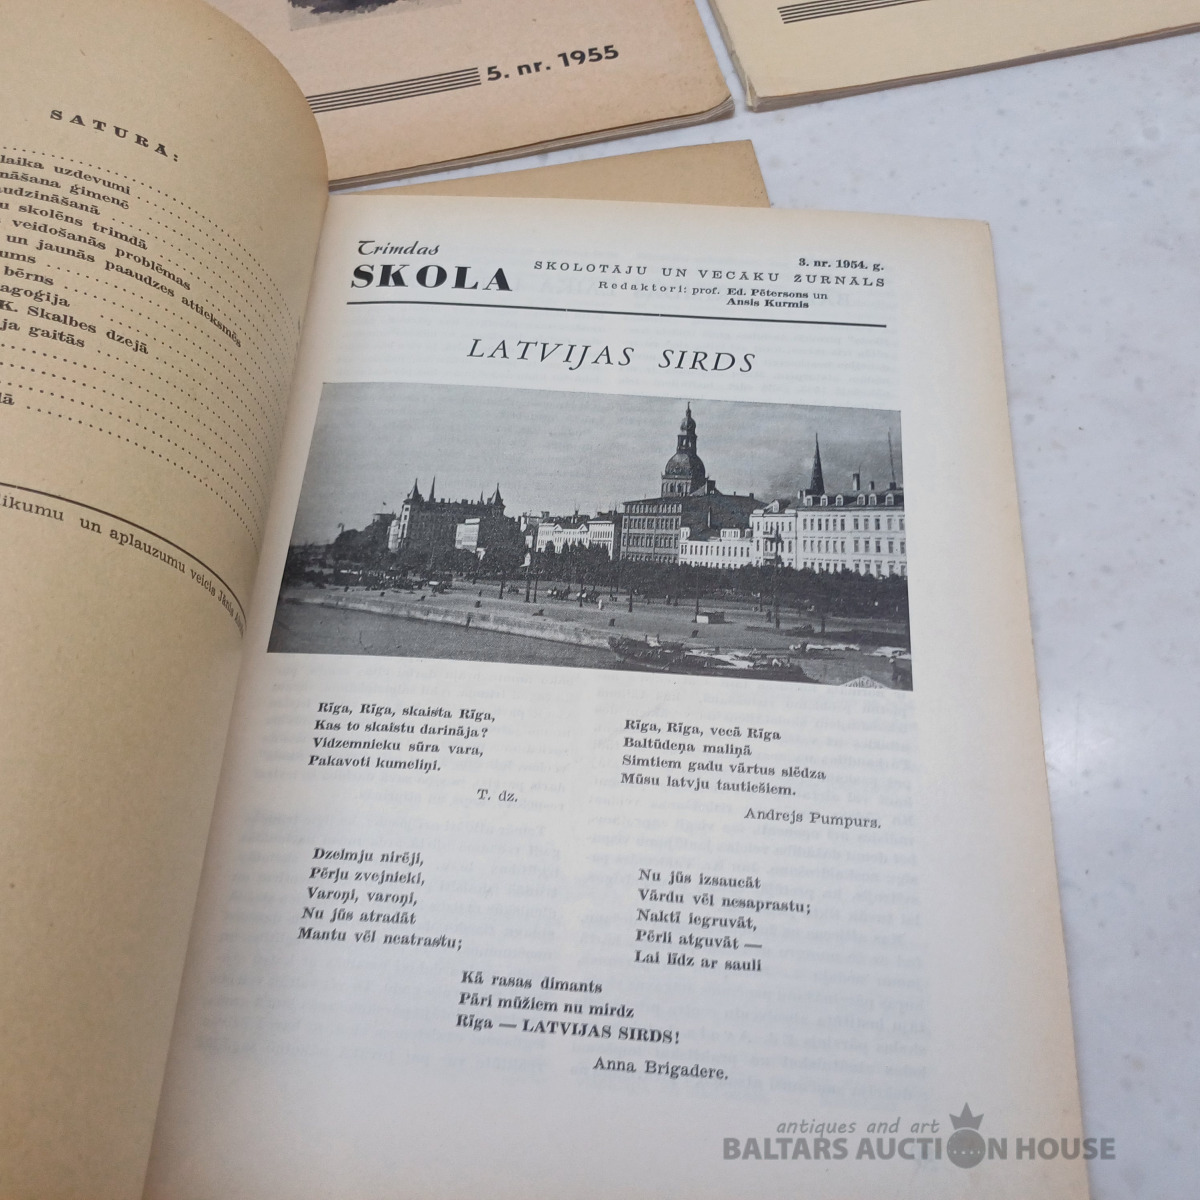 5. nr. 1955
SATURA:
laika uzdevumi
ināšana ģimenē
audzināšanā
u skolēns trimdā
veidošanās problēmas
un jaunās paaudzes attieksmēs
ums
bērns
agoģija
K. Skalbes dzejā
ja gaitās
lā
ikumu un aplauzumu veicis Jānis
Trimdas
SKOLA
3. nr. 1954. g.
SKOLOTĀJU UN VECĀKU ŽURNĀLS
Redaktori: prof. Ed. Pētersons un
Ansis Kurmis
LATVIJAS SIRDS
Rīga, Rīga, skaista Rīga,
Kas to skaistu darināja?
Vidzemnieku sūra vara,
Pakavoti kumeliņi.
T. dz.
Rīga, Rīga, vecā Rīga
Baltūdeņa maliņā
Simtiem gadu vārtus slēdza
Mūsu latvju tautiešiem.
Andrejs Pumpurs.
Dzelmju nirēji,
Pērļu zvejnieki,
Varoņi, varoņi,
Nu jūs atradāt
Mantu vēl neatrastu;
Nu jūs izsaucāt
Vārdu vēl nesaprastu;
Naktī iegruvāt,
Pērli atguvāt —
Lai līdz ar sauli
Kā rasas dimants
Pāri mūžiem nu mirdz
Rīga — LATVIJAS SIRDS!
Anna Brigadere.
antiques and art
BALTARS AUCTION HOUSE